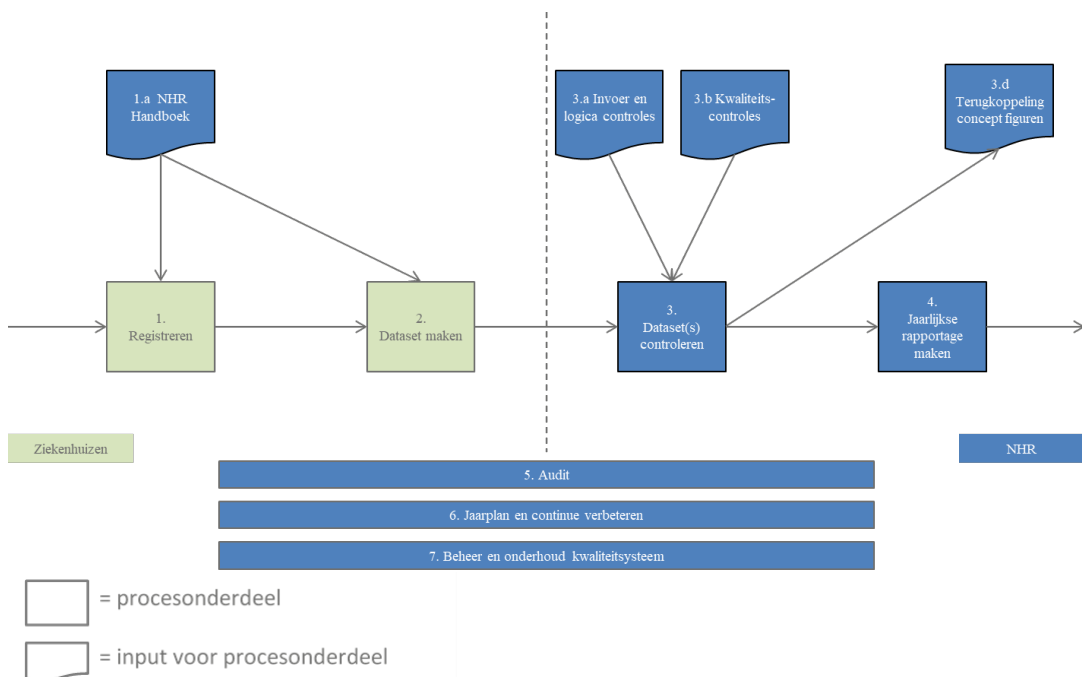 1.a NHR
Handboek
3.a Invoer en
logica controles
3.b Kwaliteits-
controles
3.d
Terugkoppeling
concept figuren
1.
Registreren
2.
Dataset maken
3.
Dataset(s)
controleren
4.
Jaarlijkse
rapportage
maken
Ziekenhuizen
NHR
5. Audit
6. Jaarplan en continue verbeteren
7. Beheer en onderhoud kwaliteitsysteem
= procesonderdeel
= input voor procesonderdeel